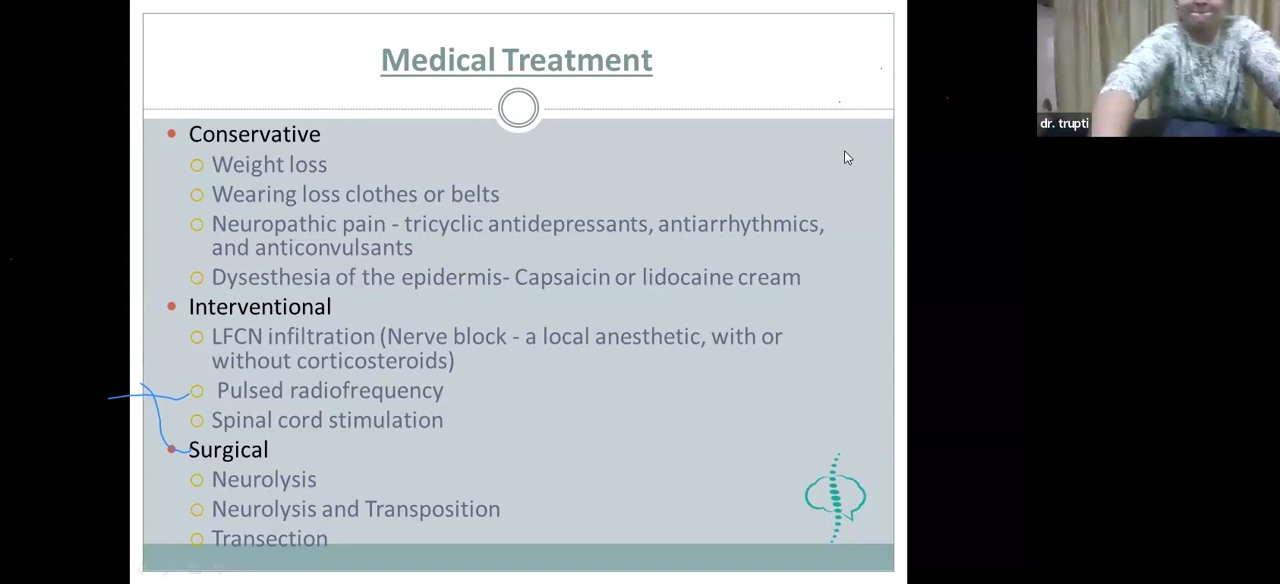 Medical Treatment
dr. trupti
Conservative
Weight loss
Wearing loss clothes or belts
Neuropathic pain - tricyclic antidepressants, antiarrhythmics,
and anticonvulsants
Dysesthesia of the epidermis- Capsaicin or lidocaine cream
Interventional
LFCN infiltration (Nerve block - a local anesthetic, with or
without corticosteroids)
Pulsed radiofrequency
Spinal cord stimulation
Surgical
Neurolysis
Neurolysis and Transposition
Transection